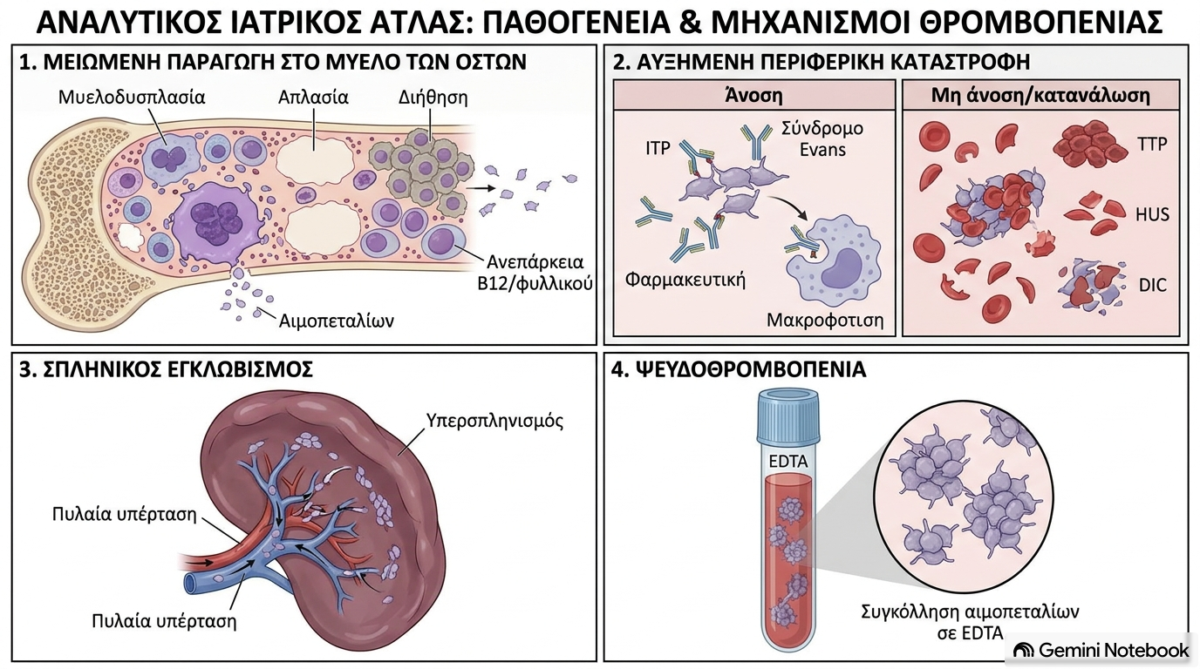 ΑΝΑΛΥΤΙΚΟΣ ΙΑΤΡΙΚΟΣ ΑΤΛΑΣ: ΠΑΘΟΓΕΝΕΙΑ & ΜΗΧΑΝΙΣΜΟΙ ΘΡΟΜΒΟΠΕΝΙΑΣ
1. ΜΕΙΩΜΕΝΗ ΠΑΡΑΓΩΓΗ ΣΤΟ ΜΥΕΛΟ ΤΩΝ ΟΣΤΩΝ
Μυελοδυσπλασία
Απλασία
Διήθηση
Ανεπάρκεια
B12/φυλλικού
Αιμοπεταλίων
2. ΑΥΞΗΜΕΝΗ ΠΕΡΙΦΕΡΙΚΗ ΚΑΤΑΣΤΡΟΦΗ
Άνοση
ITP
Σύνδρομο
Evans
Φαρμακευτική
Μακροφοτιση
Μη άνοση/κατανάλωση
TTP
HUS
DIC
3. ΣΠΛΗΝΙΚΟΣ ΕΓΚΛΩΒΙΣΜΟΣ
Υπερσπληνισμός
Πυλαία υπέρταση
Πυλαία υπέρταση
4. ΨΕΥΔΟΘΡΟΜΒΟΠΕΝΙΑ
EDTA
Συγκόλληση αιμοπεταλίων
σε EDTA
Gemini Notebook